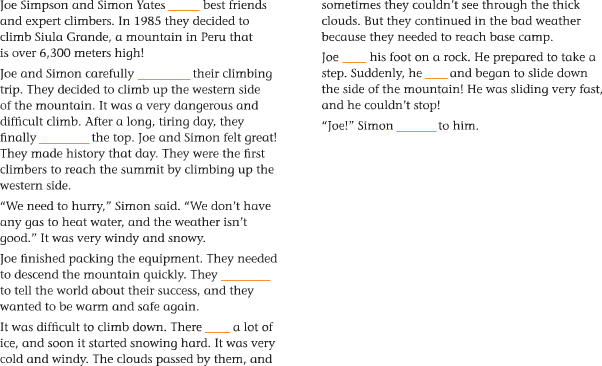 Joe Simpson and Simon Yates _____ best friends
and expert climbers. In 1985 they decided to
climb Siula Grande, a mountain in Peru that
is over 6,300 meters high!
Joe and Simon carefully ________ their climbing
trip. They decided to climb up the western side
of the mountain. It was a very dangerous and
difficult climb. After a long, tiring day, they
finally ________ the top. Joe and Simon felt great!
They made history that day. They were the first
climbers to reach the summit by climbing up the
western side.
“We need to hurry,” Simon said. “We don’t have
any gas to heat water, and the weather isn’t
good.” It was very windy and snowy.
Joe finished packing the equipment. They needed
to descend the mountain quickly. They ________
to tell the world about their success, and they
wanted to be warm and safe again.
It was difficult to climb down. There ____ a lot of
ice, and soon it started snowing hard. It was very
cold and windy. The clouds passed by them, and
sometimes they couldn’t see through the thick
clouds. But they continued in the bad weather
because they needed to reach base camp.
Joe ____ his foot on a rock. He prepared to take a
step. Suddenly, he ____ and began to slide down
the side of the mountain! He was sliding very fast,
and he couldn’t stop!
“Joe!” Simon ______ to him.